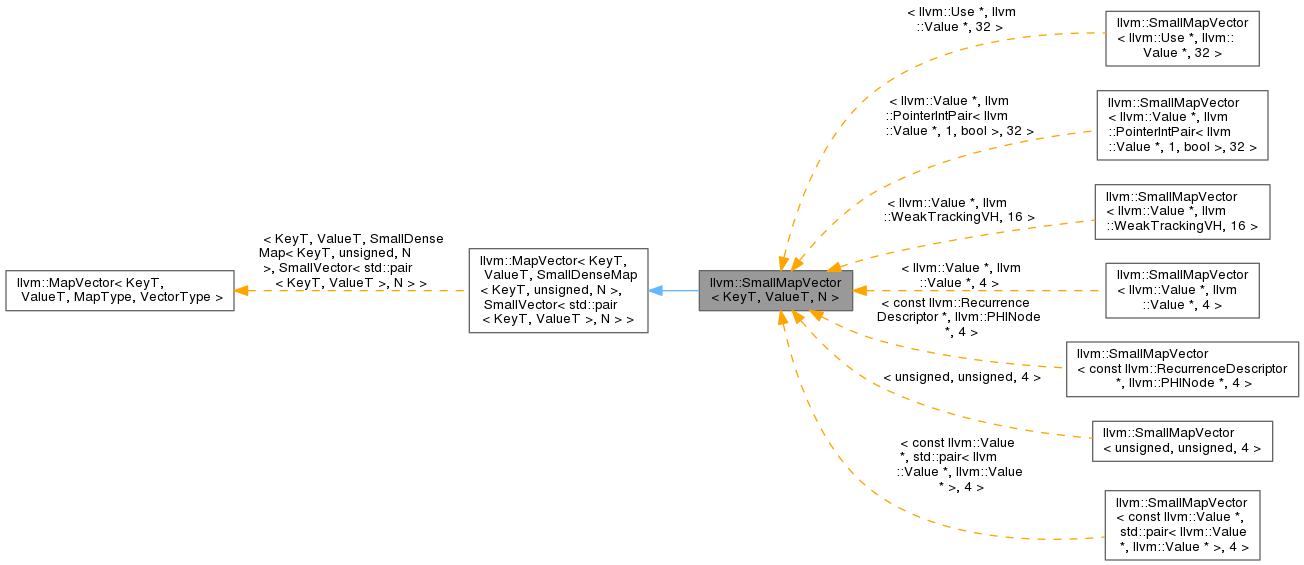 llvm::MapVector< KeyT,
ValueT, MapType, VectorType >
< KeyT, ValueT, SmallDense
Map< KeyT, unsigned, N
>, SmallVector< std::pair
< KeyT, ValueT >, N > >
llvm::MapVector< KeyT,
ValueT, SmallDenseMap
< KeyT, unsigned, N >,
SmallVector< std::pair
< KeyT, ValueT >, N > >
llvm::SmallMapVector
< KeyT, ValueT, N >
< llvm::Use *, llvm
::Value *, 32 >
llvm::SmallMapVector
< llvm::Use *, llvm::
Value *, 32 >
< llvm::Value *, llvm
::PointerIntPair< llvm
::Value *, 1, bool >, 32 >
llvm::SmallMapVector
< llvm::Value *, llvm
::PointerIntPair< llvm
::Value *, 1, bool >, 32 >
< llvm::Value *, llvm
::WeakTrackingVH, 16 >
llvm::SmallMapVector
< llvm::Value *, llvm
::WeakTrackingVH, 16 >
< llvm::Value *, llvm
::Value *, 4 >
llvm::SmallMapVector
< llvm::Value *, llvm
::Value *, 4 >
< const llvm::Recurrence
Descriptor *, llvm::PHINode
*, 4 >
llvm::SmallMapVector
< const llvm::RecurrenceDescriptor
*, llvm::PHINode *, 4 >
< unsigned, unsigned, 4 >
llvm::SmallMapVector
< unsigned, unsigned, 4 >
< const llvm::Value
*, std::pair< llvm
::Value *, llvm::Value
* >, 4 >
llvm::SmallMapVector
< const llvm::Value *,
std::pair< llvm::Value
*, llvm::Value * >, 4 >